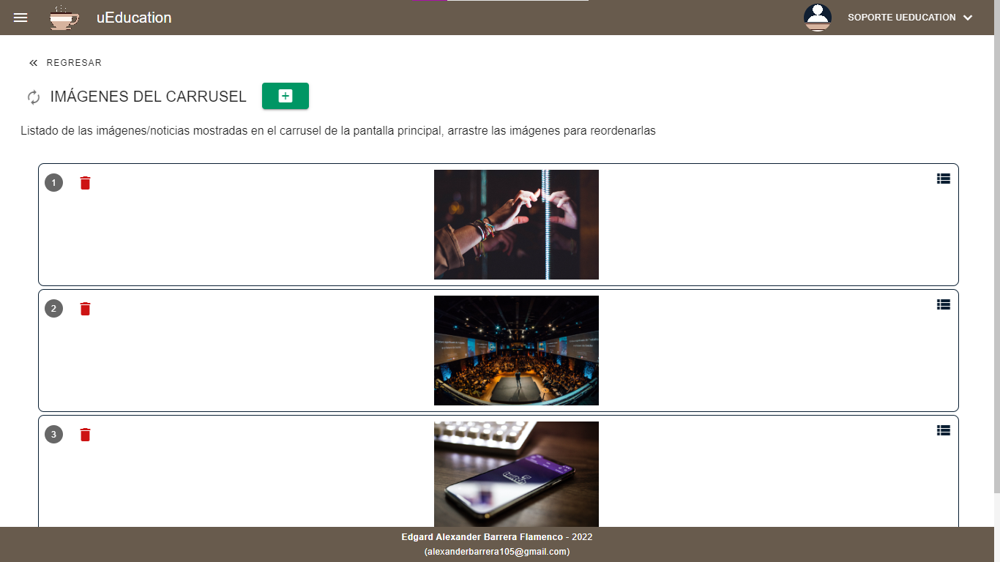 uEducation
SOPORTE UEDUCATION
REGRESAR
IMÁGENES DEL CARRUSEL
Listado de las imágenes/noticias mostradas en el carrusel de la pantalla principal, arrastre las imágenes para reordenarlas
1
2
3
twitch
Edgard Alexander Barrera Flamenco - 2022
(alexanderbarrera105@gmail.com)